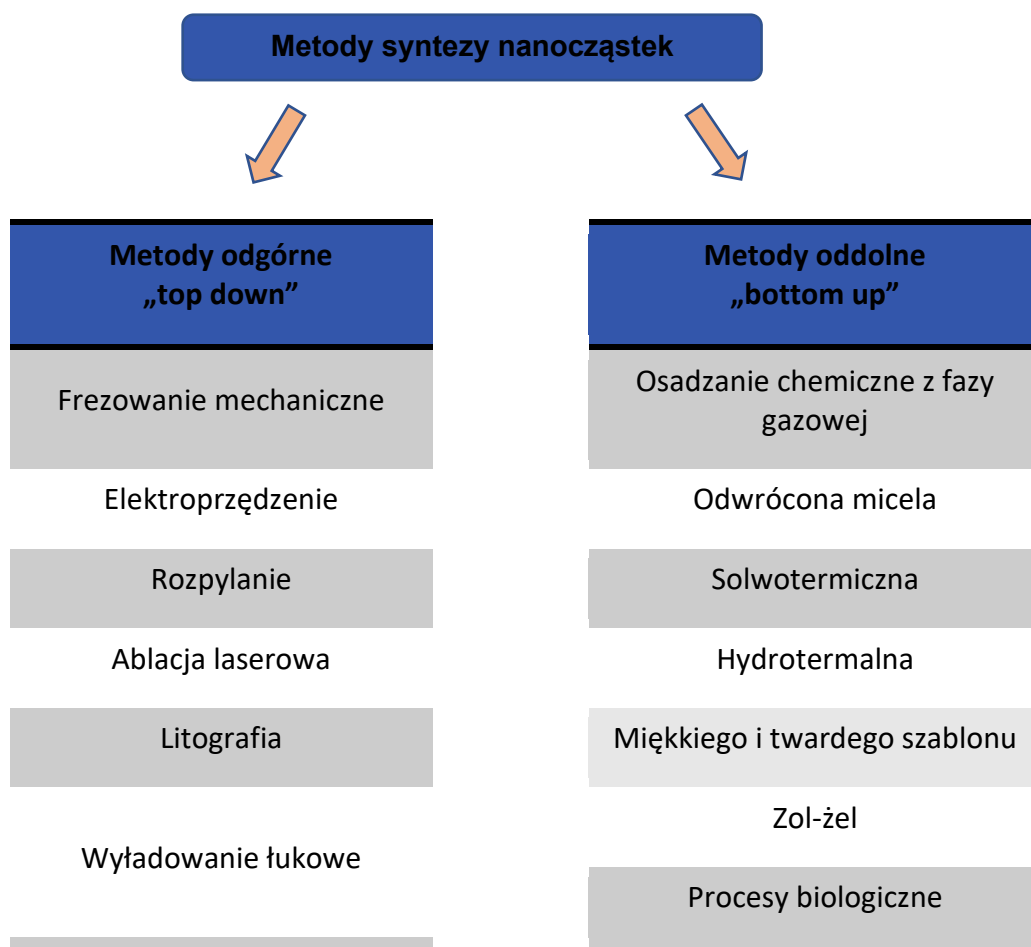 Metody syntezy nanocząstek
Metody odgórne
„top down”
Frezowanie mechaniczne
Elektroprzędzenie
Rozpylanie
Ablacja laserowa
Litografia
Wyładowanie łukowe
Metody oddolne
„bottom up”
Osadzanie chemiczne z fazy
gazowej
Odwrócona micela
Solwotermiczna
Hydrotermalna
Miękkiego i twardego szablonu
Zol-żel
Procesy biologiczne